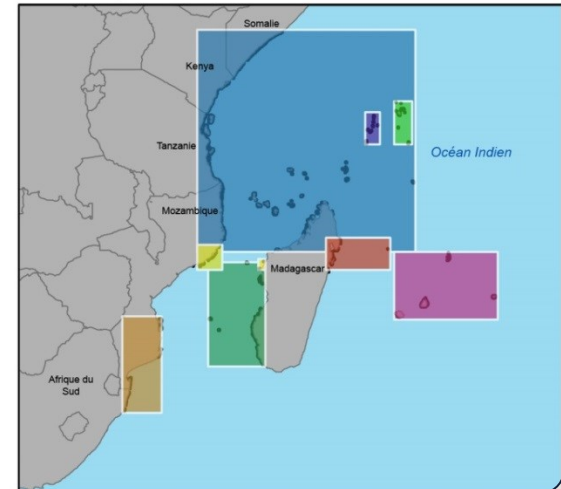 Somalie
Kenya
Tanzanie
Océan Indien
Mozambique
Madagascar
Afrique du
Sud